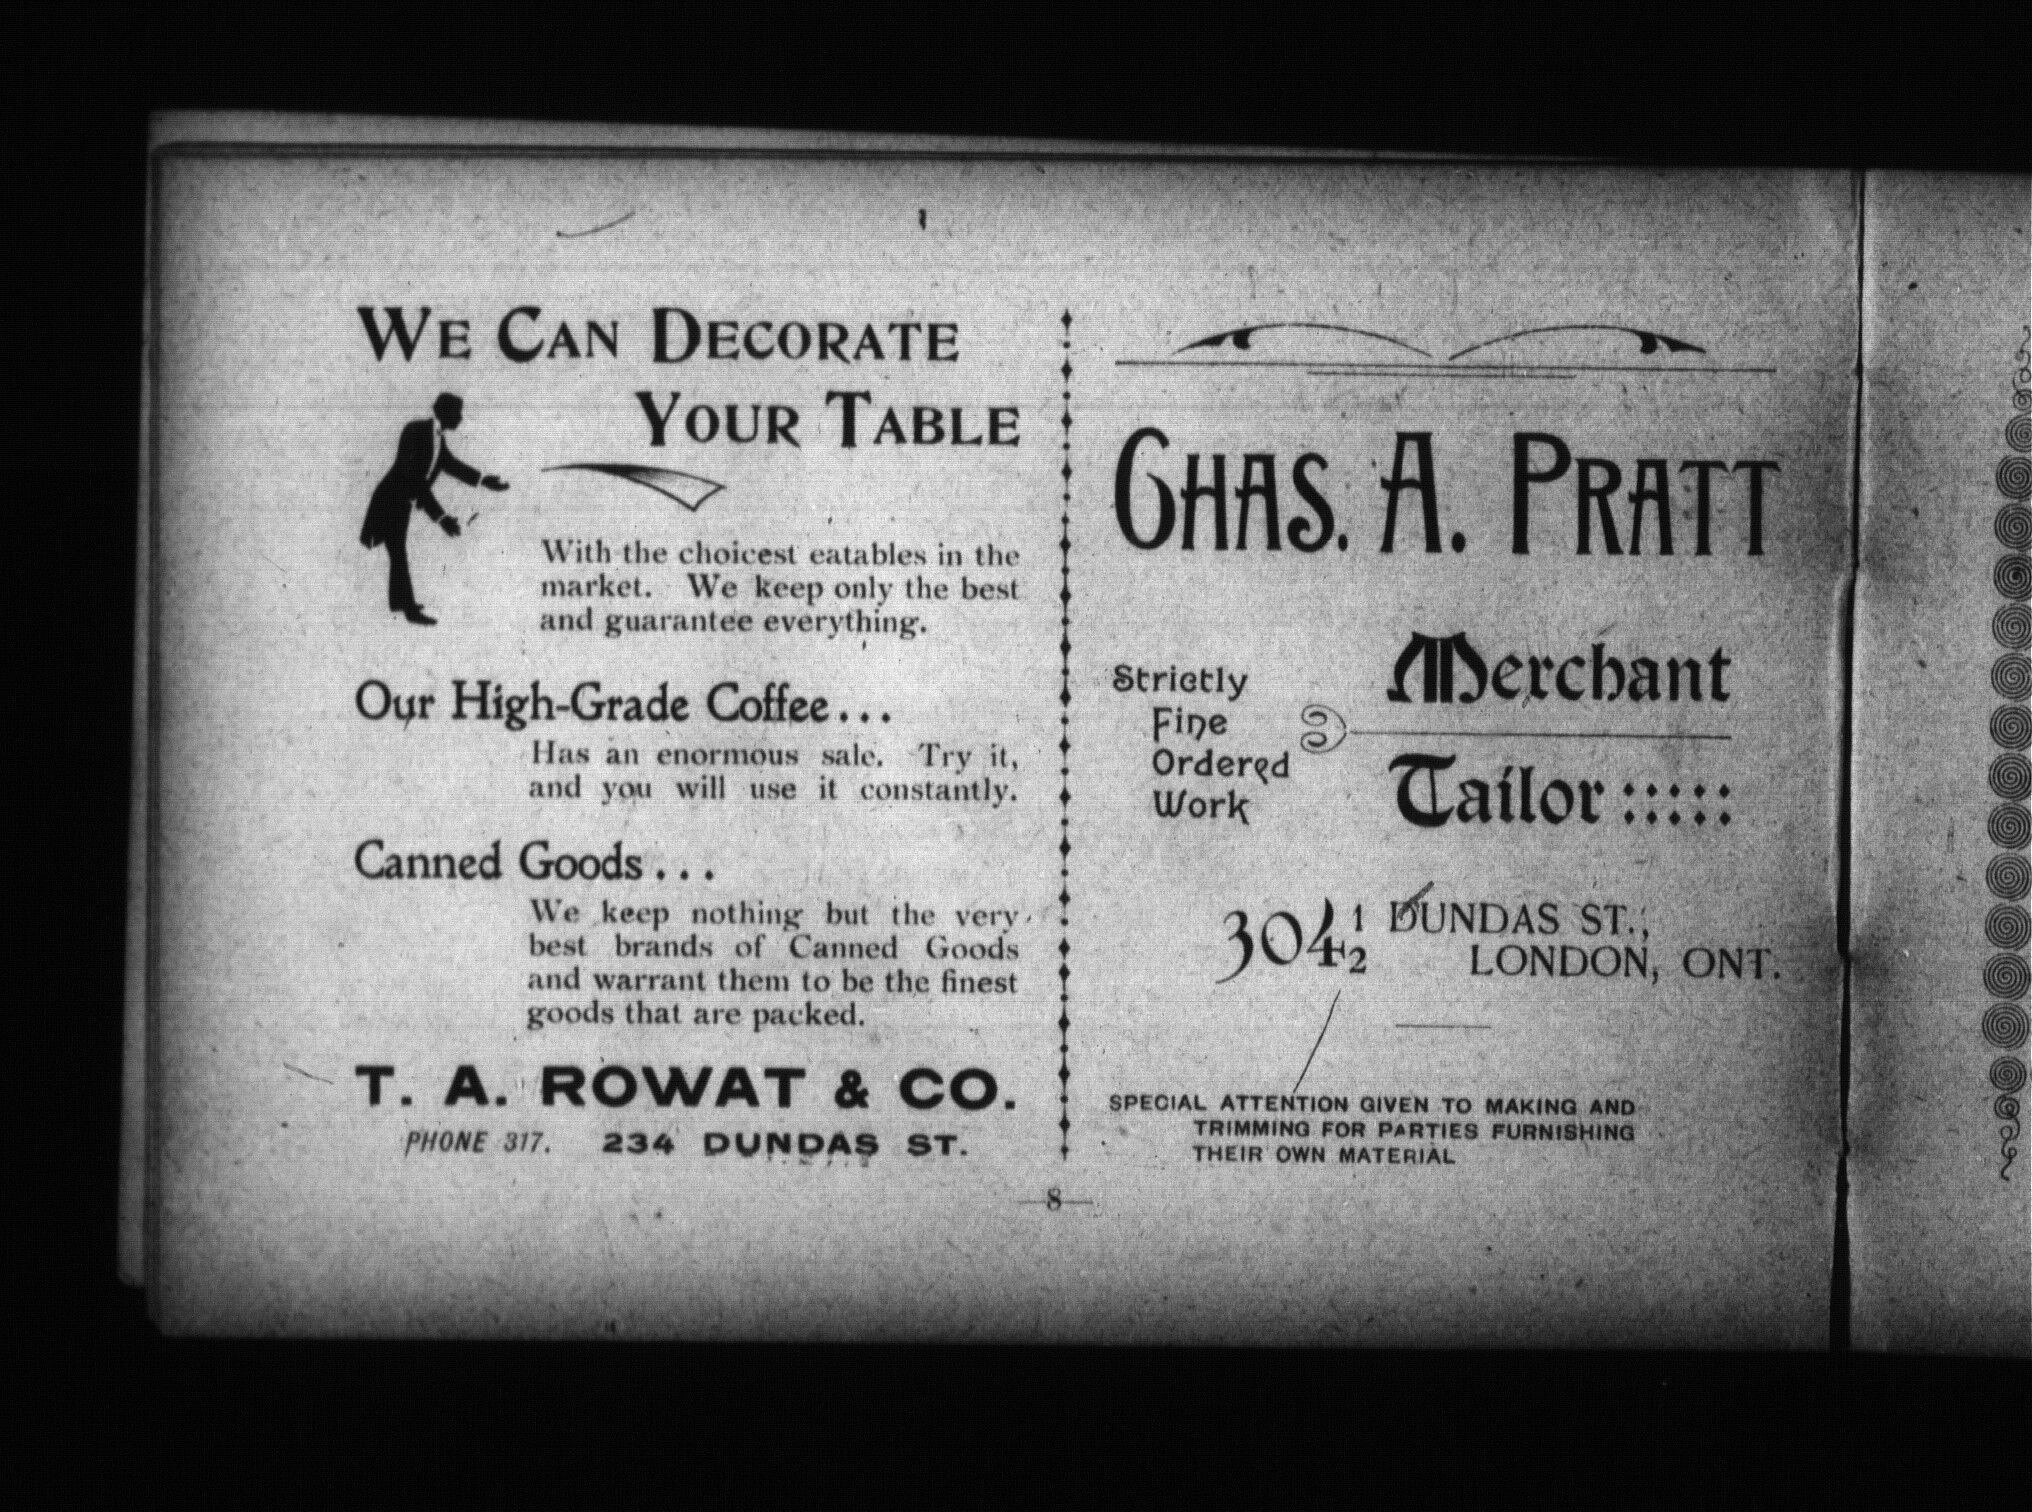 WE CAN DECORATE
YOUR TABLE
With the choicest eatables in the
market. We keep only the best
and guarantee everything.
Our High-Grade Coffee...
Has an enormous sale. Try it,
and you will use it constantly.
Canned Goods...
We keep nothing but the very
best brands of Canned Goods
and warrant them to be the finest
goods that are packed.
T. A. ROWAT & CO.
PHONE 317. 234 DUNDAS ST.
CHAS. A. PRATT
Strictly
Fine
Ordered
Work
Merchant
Tailor : : : : :
304½ DUNDAS ST.,
LONDON, ONT.
SPECIAL ATTENTION GIVEN TO MAKING AND
TRIMMING FOR PARTIES FURNISHING
THEIR OWN MATERIAL
—8—